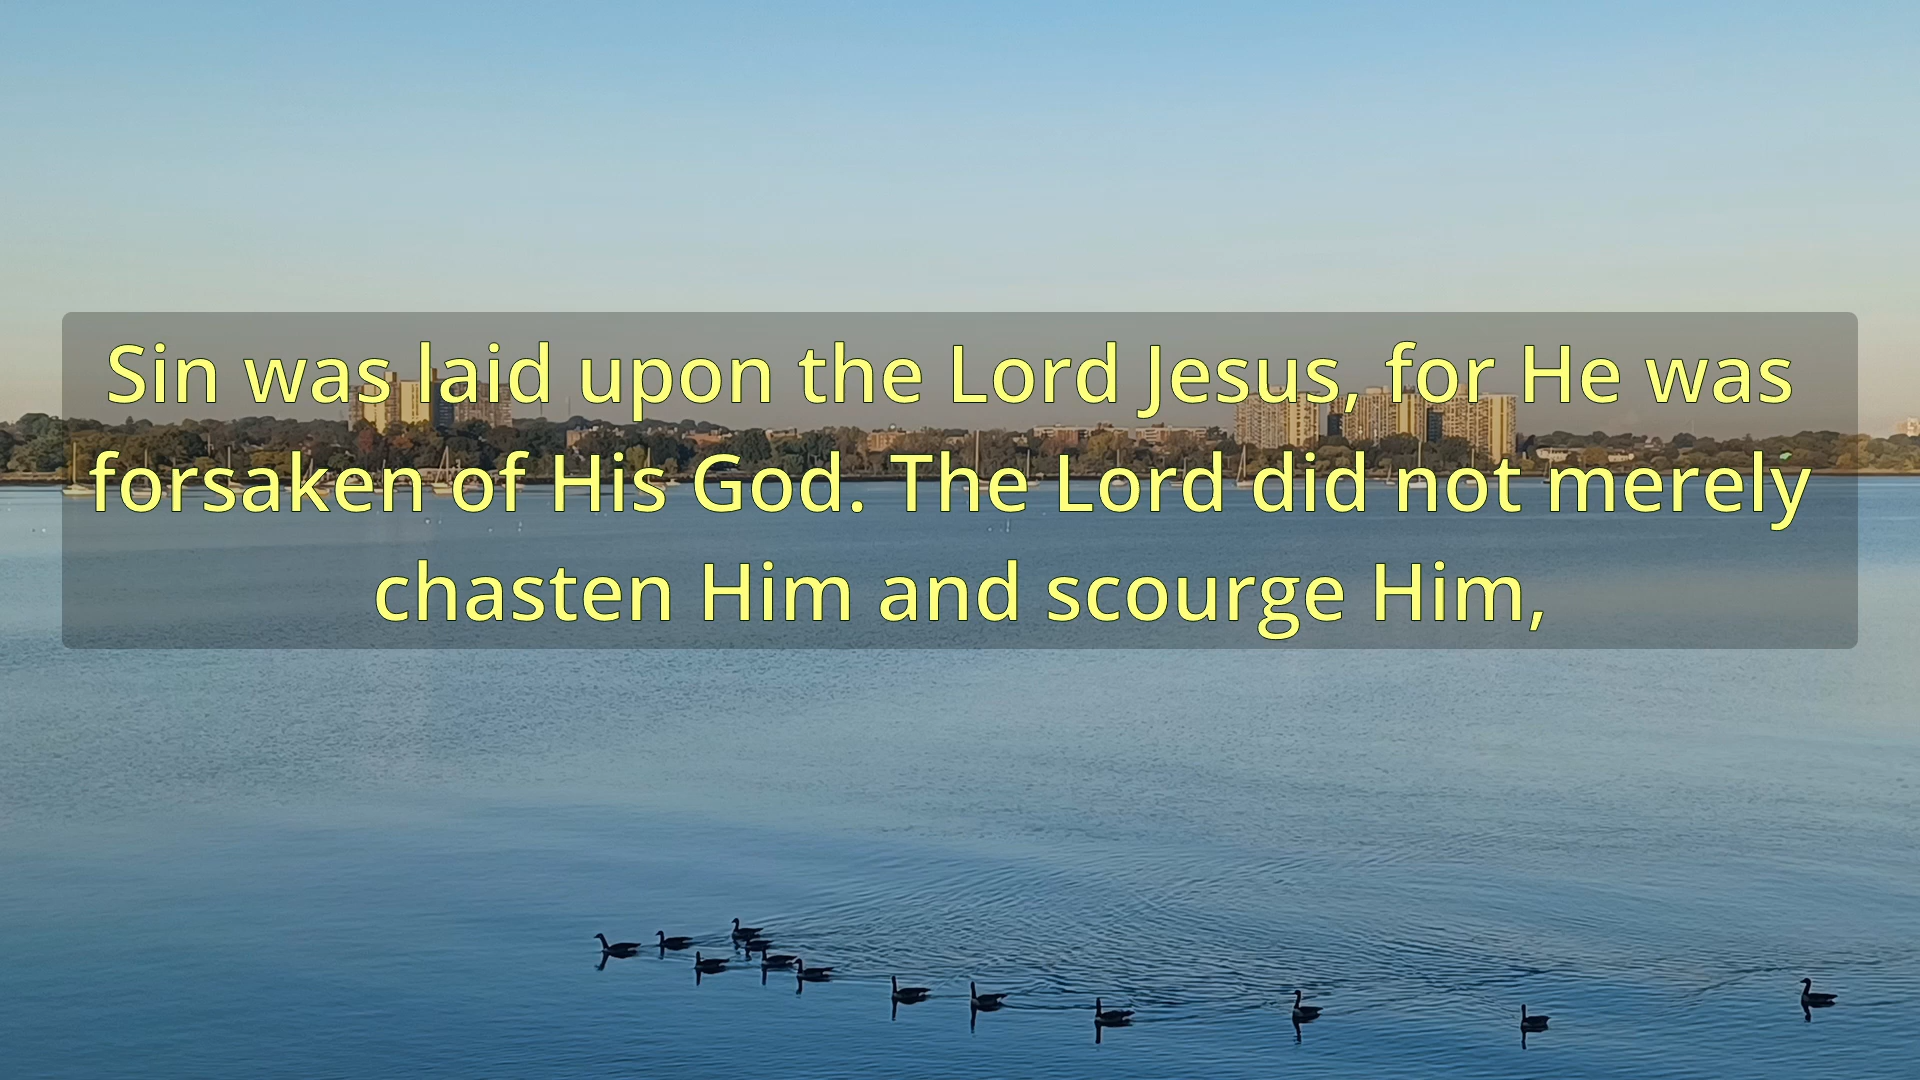 Sin was laid upon the Lord Jesus, for He was
forsaken of His God. The Lord did not merely
chasten Him and scourge Him,